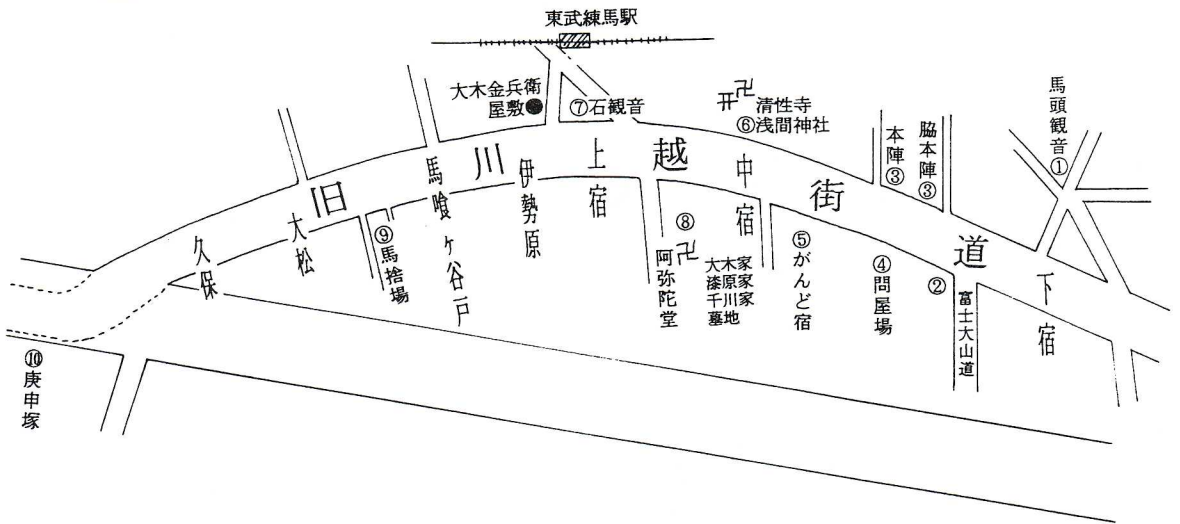 東武練馬駅
大木金兵衛
屋敷●
⑦石観音
卍
清性寺
⑥浅間神社
本陣③
脇本陣③
馬頭観音①
旧川越街道
久保
大松
馬喰ヶ谷戸
伊勢原
上宿
中宿
下宿
⑨馬捨場
⑧卍
阿弥陀堂
大木家
漆原家
千川家
墓地
⑤がんど宿
④問屋場
②
富士大山道
⑩庚申塚